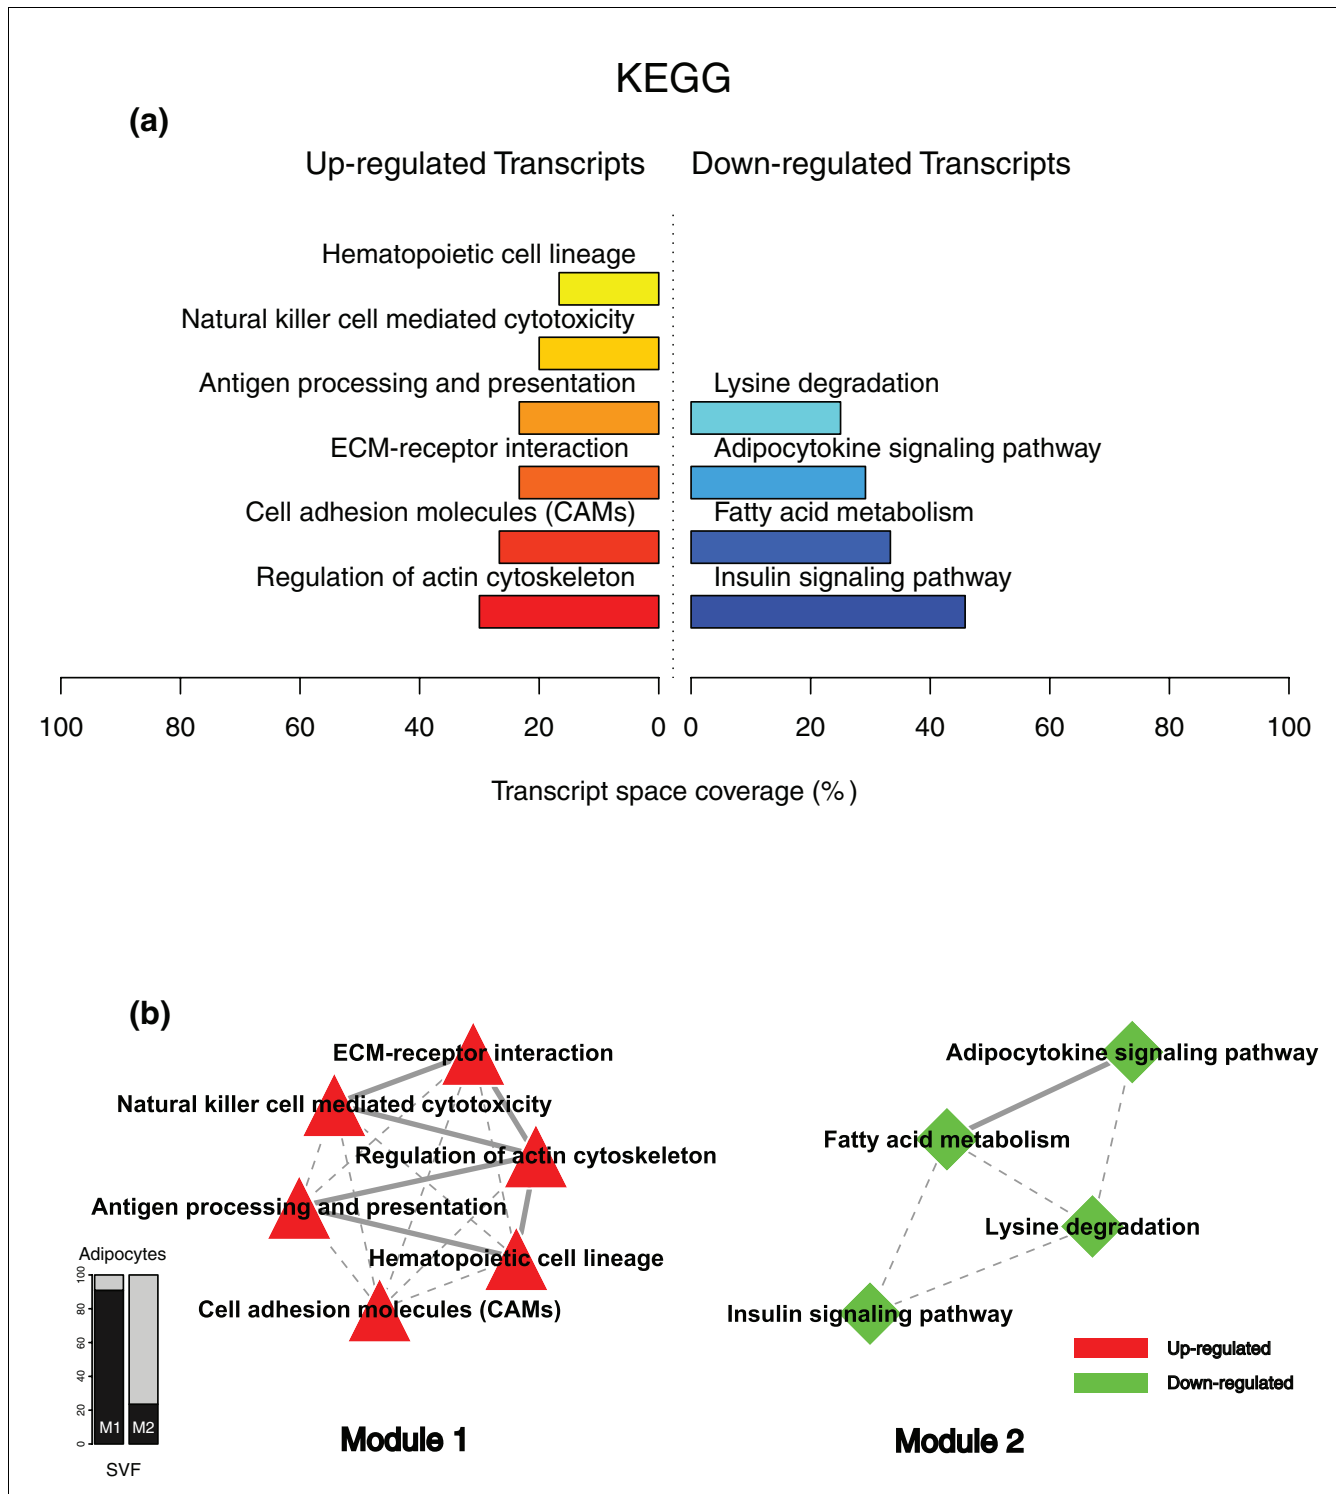 KEGG
(a)
Up-regulated Transcripts
Down-regulated Transcripts
Hematopoietic cell lineage
Natural killer cell mediated cytotoxicity
Antigen processing and presentation
Lysine degradation
ECM-receptor interaction
Adipocytokine signaling pathway
Cell adhesion molecules (CAMs)
Fatty acid metabolism
Regulation of actin cytoskeleton
Insulin signaling pathway
100 80 60 40 20 0 0 20 40 60 80 100
Transcript space coverage (%)
(b)
ECM-receptor interaction
Natural killer cell mediated cytotoxicity
Regulation of actin cytoskeleton
Antigen processing and presentation
Hematopoietic cell lineage
Cell adhesion molecules (CAMs)
Adipocytokine signaling pathway
Fatty acid metabolism
Lysine degradation
Insulin signaling pathway
Adipocytes
100
80
60
40
20
0
M1 M2
SVF
Up-regulated
Down-regulated
Module 1
Module 2